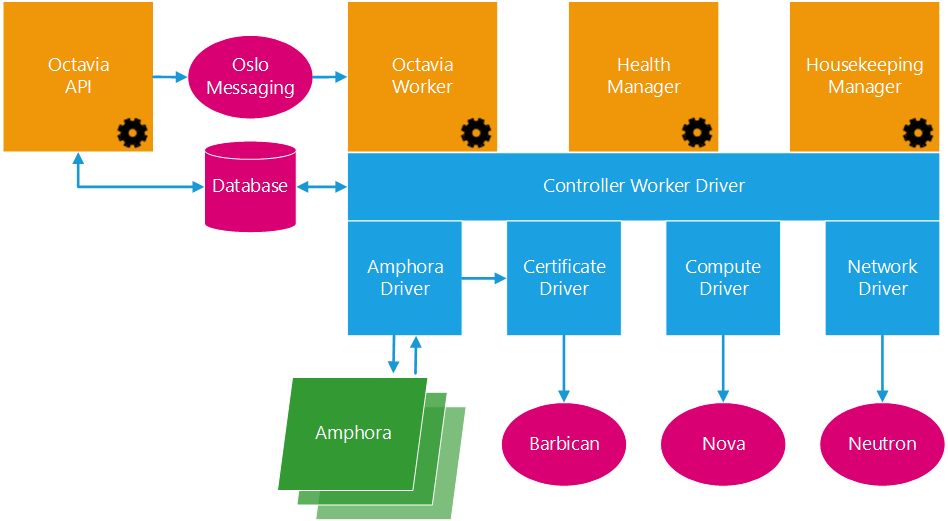 Octavia
API
Oslo
Messaging
Octavia
Worker
Health
Manager
Housekeeping
Manager
Database
Controller Worker Driver
Amphora
Driver
Certificate
Driver
Compute
Driver
Network
Driver
Amphora
Barbican
Nova
Neutron